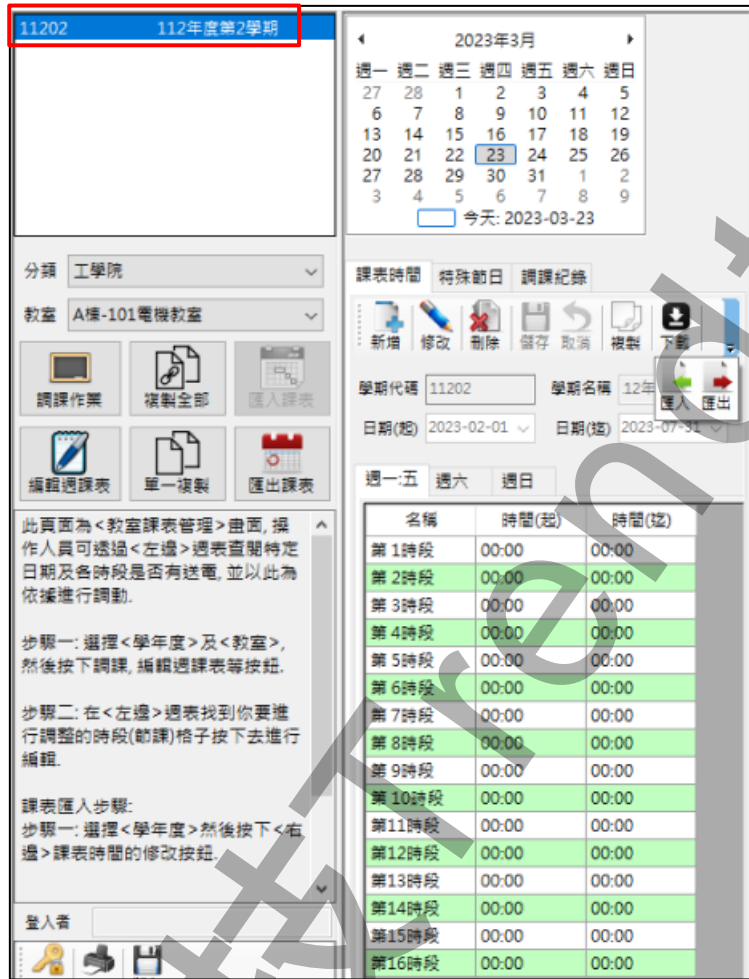 11202 112年度第2學期
2023年3月
週一 週二 週三 週四 週五 週六 週日
27 28 1 2 3 4 5
6 7 8 9 10 11 12
13 14 15 16 17 18 19
20 21 22 23 24 25 26
27 28 29 30 31 1 2
3 4 5 6 7 8 9
今天: 2023-03-23
分類 工學院
教室 A棟-101電機教室
調課作業 複製全部 匯入課表
編輯週課表 單一複製 匯出課表
此頁面為<教室課表管理>畫面, 操
作人員可透過<左邊>週表查閱特定
日期及各時段是否有送電, 並以此為
依據進行調動.
步驟一: 選擇<學年度>及<教室>,
然後按下調課, 編輯週課表等按鈕.
步驟二: 在<左邊>週表找到你要進
行調整的時段(節課)格子按下去進行
編輯.
課表匯入步驟:
步驟一: 選擇<學年度>然後按下<右
邊>課表時間的修改按鈕.
登入者
課表時間 特殊節日 調課紀錄
新增 修改 刪除 儲存 取消 複製 下載
匯入 匯出
學期代碼 11202 學期名稱 12年
日期(起) 2023-02-01 日期(迄) 2023-07-31
週一:五 週六 週日
名稱 時間(起) 時間(迄)
第 1時段 00:00 00:00
第 2時段 00:00 00:00
第 3時段 00:00 00:00
第 4時段 00:00 00:00
第 5時段 00:00 00:00
第 6時段 00:00 00:00
第 7時段 00:00 00:00
第 8時段 00:00 00:00
第 9時段 00:00 00:00
第 10時段 00:00 00:00
第11時段 00:00 00:00
第12時段 00:00 00:00
第13時段 00:00 00:00
第14時段 00:00 00:00
第15時段 00:00 00:00
第16時段 00:00 00:00
技Trend